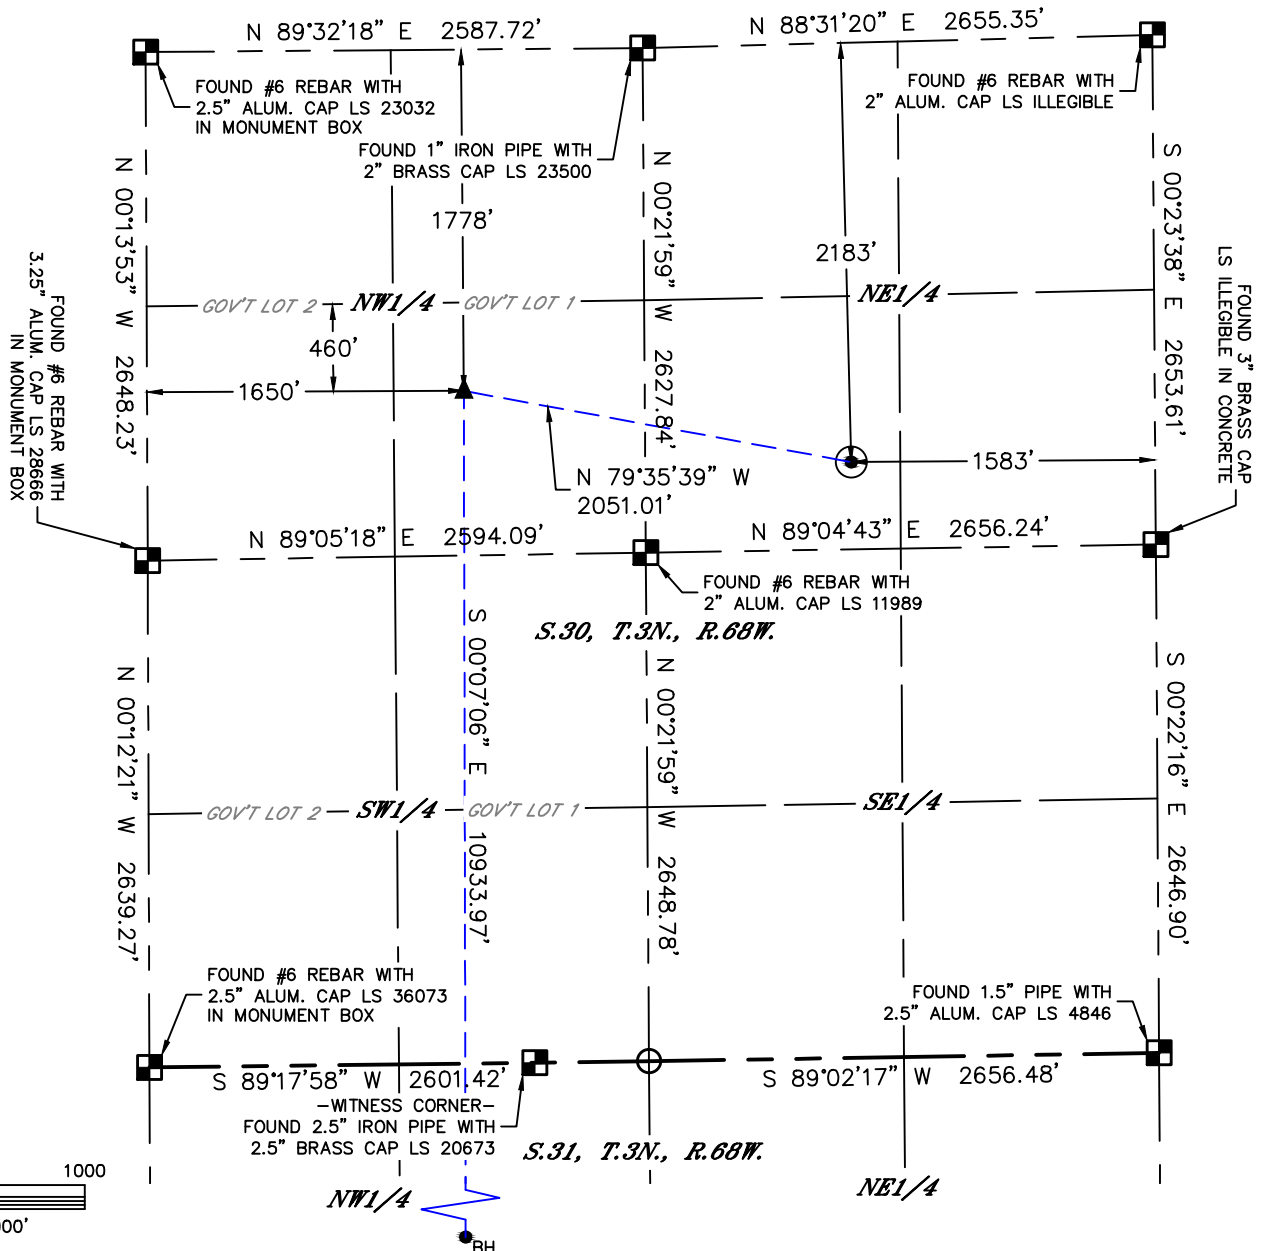 N 89°32'18" E 2587.72'
N 88°31'20" E 2655.35'
FOUND #6 REBAR WITH
2.5" ALUM. CAP LS 23032
IN MONUMENT BOX
FOUND #6 REBAR WITH
2" ALUM. CAP LS ILLEGIBLE
FOUND 1" IRON PIPE WITH
2" BRASS CAP LS 23500
N 00°13'53" W 2648.23'
N 00°21'59" W 2627.84'
S 00°23'38" E 2653.61'
1778'
2183'
FOUND #6 REBAR WITH
3.25" ALUM. CAP LS 28666
IN MONUMENT BOX
FOUND 3" BRASS CAP
LS ILLEGIBLE IN CONCRETE
GOV'T LOT 2
NW1/4
GOV'T LOT 1
NE1/4
460'
1650'
1583'
N 79°35'39" W
2051.01'
N 89°05'18" E 2594.09'
N 89°04'43" E 2656.24'
FOUND #6 REBAR WITH
2" ALUM. CAP LS 11989
S.30, T.3N., R.68W.
N 00°12'21" W 2639.27'
S 00°07'06" E 10933.97'
N 00°21'59" W 2648.78'
S 00°22'16" E 2646.90'
GOV'T LOT 2
SW1/4
GOV'T LOT 1
SE1/4
FOUND #6 REBAR WITH
2.5" ALUM. CAP LS 36073
IN MONUMENT BOX
FOUND 1.5" PIPE WITH
2.5" ALUM. CAP LS 4846
S 89°17'58" W 2601.42'
S 89°02'17" W 2656.48'
-WITNESS CORNER-
FOUND 2.5" IRON PIPE WITH
2.5" BRASS CAP LS 20673
S.31, T.3N., R.68W.
1000
NW1/4
NE1/4
00'
BH